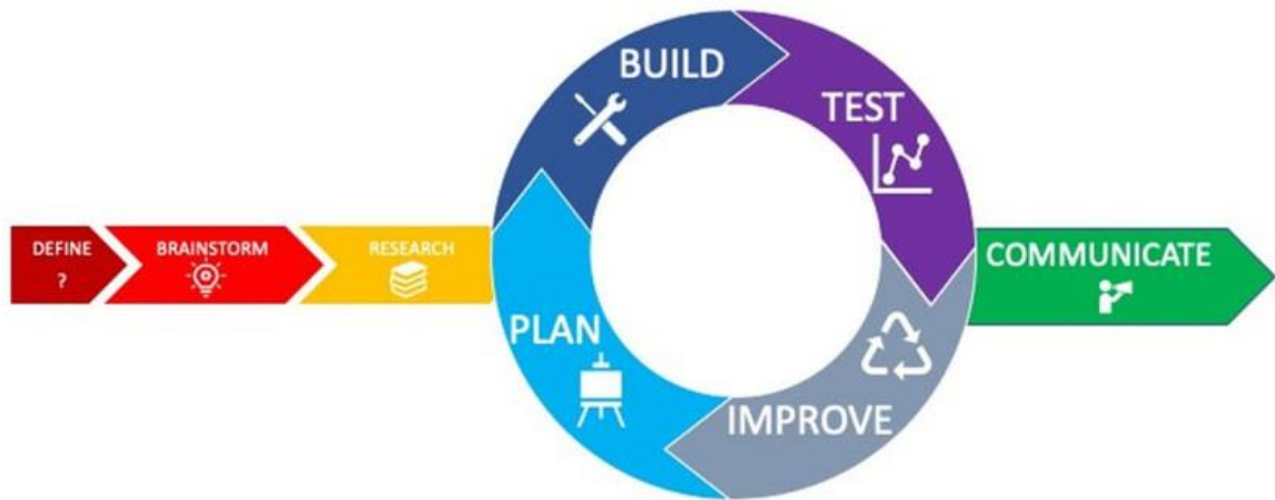 DEFINE
?
BRAINSTORM
RESEARCH
PLAN
BUILD
TEST
IMPROVE
COMMUNICATE